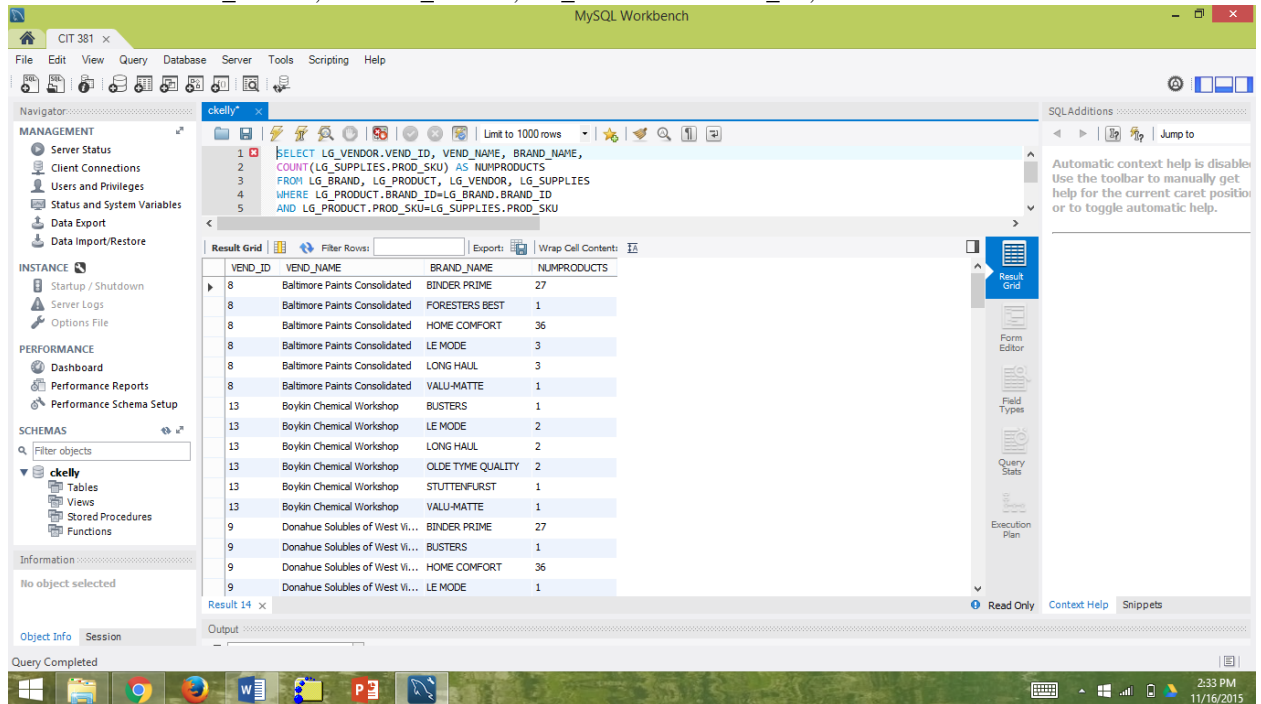 MySQL Workbench
CIT 381
File Edit View Query Database Server Tools Scripting Help
Navigator
MANAGEMENT
Server Status
Client Connections
Users and Privileges
Status and System Variables
Data Export
Data Import/Restore
INSTANCE
Startup / Shutdown
Server Logs
Options File
PERFORMANCE
Dashboard
Performance Reports
Performance Schema Setup
SCHEMAS
Filter objects
ckelly
Tables
Views
Stored Procedures
Functions
Information
No object selected
Object Info Session
Query Completed
ckelly*
Limit to 1000 rows
1 SELECT LG_VENDOR.VEND_ID, VEND_NAME, BRAND_NAME,
2 COUNT(LG_SUPPLIES.PROD_SKU) AS NUMPRODUCTS
3 FROM LG_BRAND, LG_PRODUCT, LG_VENDOR, LG_SUPPLIES
4 WHERE LG_PRODUCT.BRAND_ID=LG_BRAND.BRAND_ID
5 AND LG_PRODUCT.PROD_SKU=LG_SUPPLIES.PROD_SKU
Result Grid Filter Rows: Export: Wrap Cell Content:
VEND_ID VEND_NAME BRAND_NAME NUMPRODUCTS
8 Baltimore Paints Consolidated BINDER PRIME 27
8 Baltimore Paints Consolidated FORESTERS BEST 1
8 Baltimore Paints Consolidated HOME COMFORT 36
8 Baltimore Paints Consolidated LE MODE 3
8 Baltimore Paints Consolidated LONG HAUL 3
8 Baltimore Paints Consolidated VALU-MATTE 1
13 Boykin Chemical Workshop BUSTERS 1
13 Boykin Chemical Workshop LE MODE 2
13 Boykin Chemical Workshop LONG HAUL 2
13 Boykin Chemical Workshop OLDE TYME QUALITY 2
13 Boykin Chemical Workshop STUTTENFURST 1
13 Boykin Chemical Workshop VALU-MATTE 1
9 Donahue Solubles of West Vi... BINDER PRIME 27
9 Donahue Solubles of West Vi... BUSTERS 1
9 Donahue Solubles of West Vi... HOME COMFORT 36
9 Donahue Solubles of West Vi... LE MODE 1
Result 14
Read Only
Output
Result
Grid
Form
Editor
Field
Types
Query
Stats
Execution
Plan
SQLAdditions
Jump to
Automatic context help is disable
Use the toolbar to manually get
help for the current caret positio
or to toggle automatic help.
Context Help Snippets
2:33 PM
11/16/2015